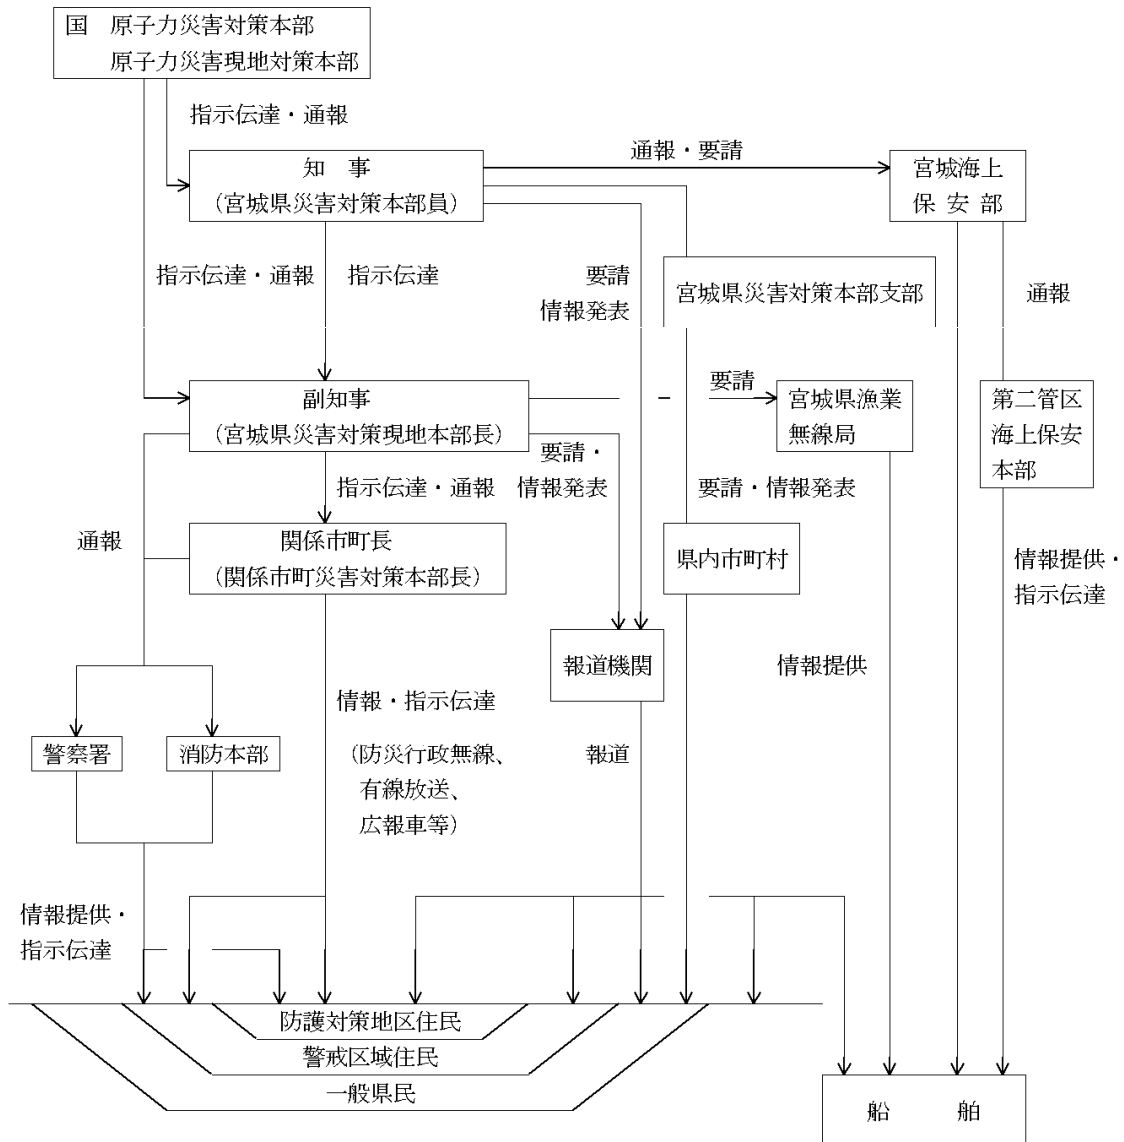 国　原子力災害対策本部
原子力災害現地対策本部
指示伝達・通報
通報・要請
知　事
（宮城県災害対策本部員）
宮城海上
保 安 部
指示伝達・通報
指示伝達
要請
情報発表
宮城県災害対策本部支部
通報
副知事
（宮城県災害対策現地本部長）
要請
宮城県漁業
無線局
第二管区
海上保安
本部
要請・
情報発表
指示伝達・通報
要請・情報発表
通報
関係市町長
（関係市町災害対策本部長）
県内市町村
情報提供・
指示伝達
報道機関
情報提供
情報・指示伝達
警察署
消防本部
（防災行政無線、
有線放送、
広報車等）
報道
情報提供・
指示伝達
防護対策地区住民
警戒区域住民
一般県民
船　舶